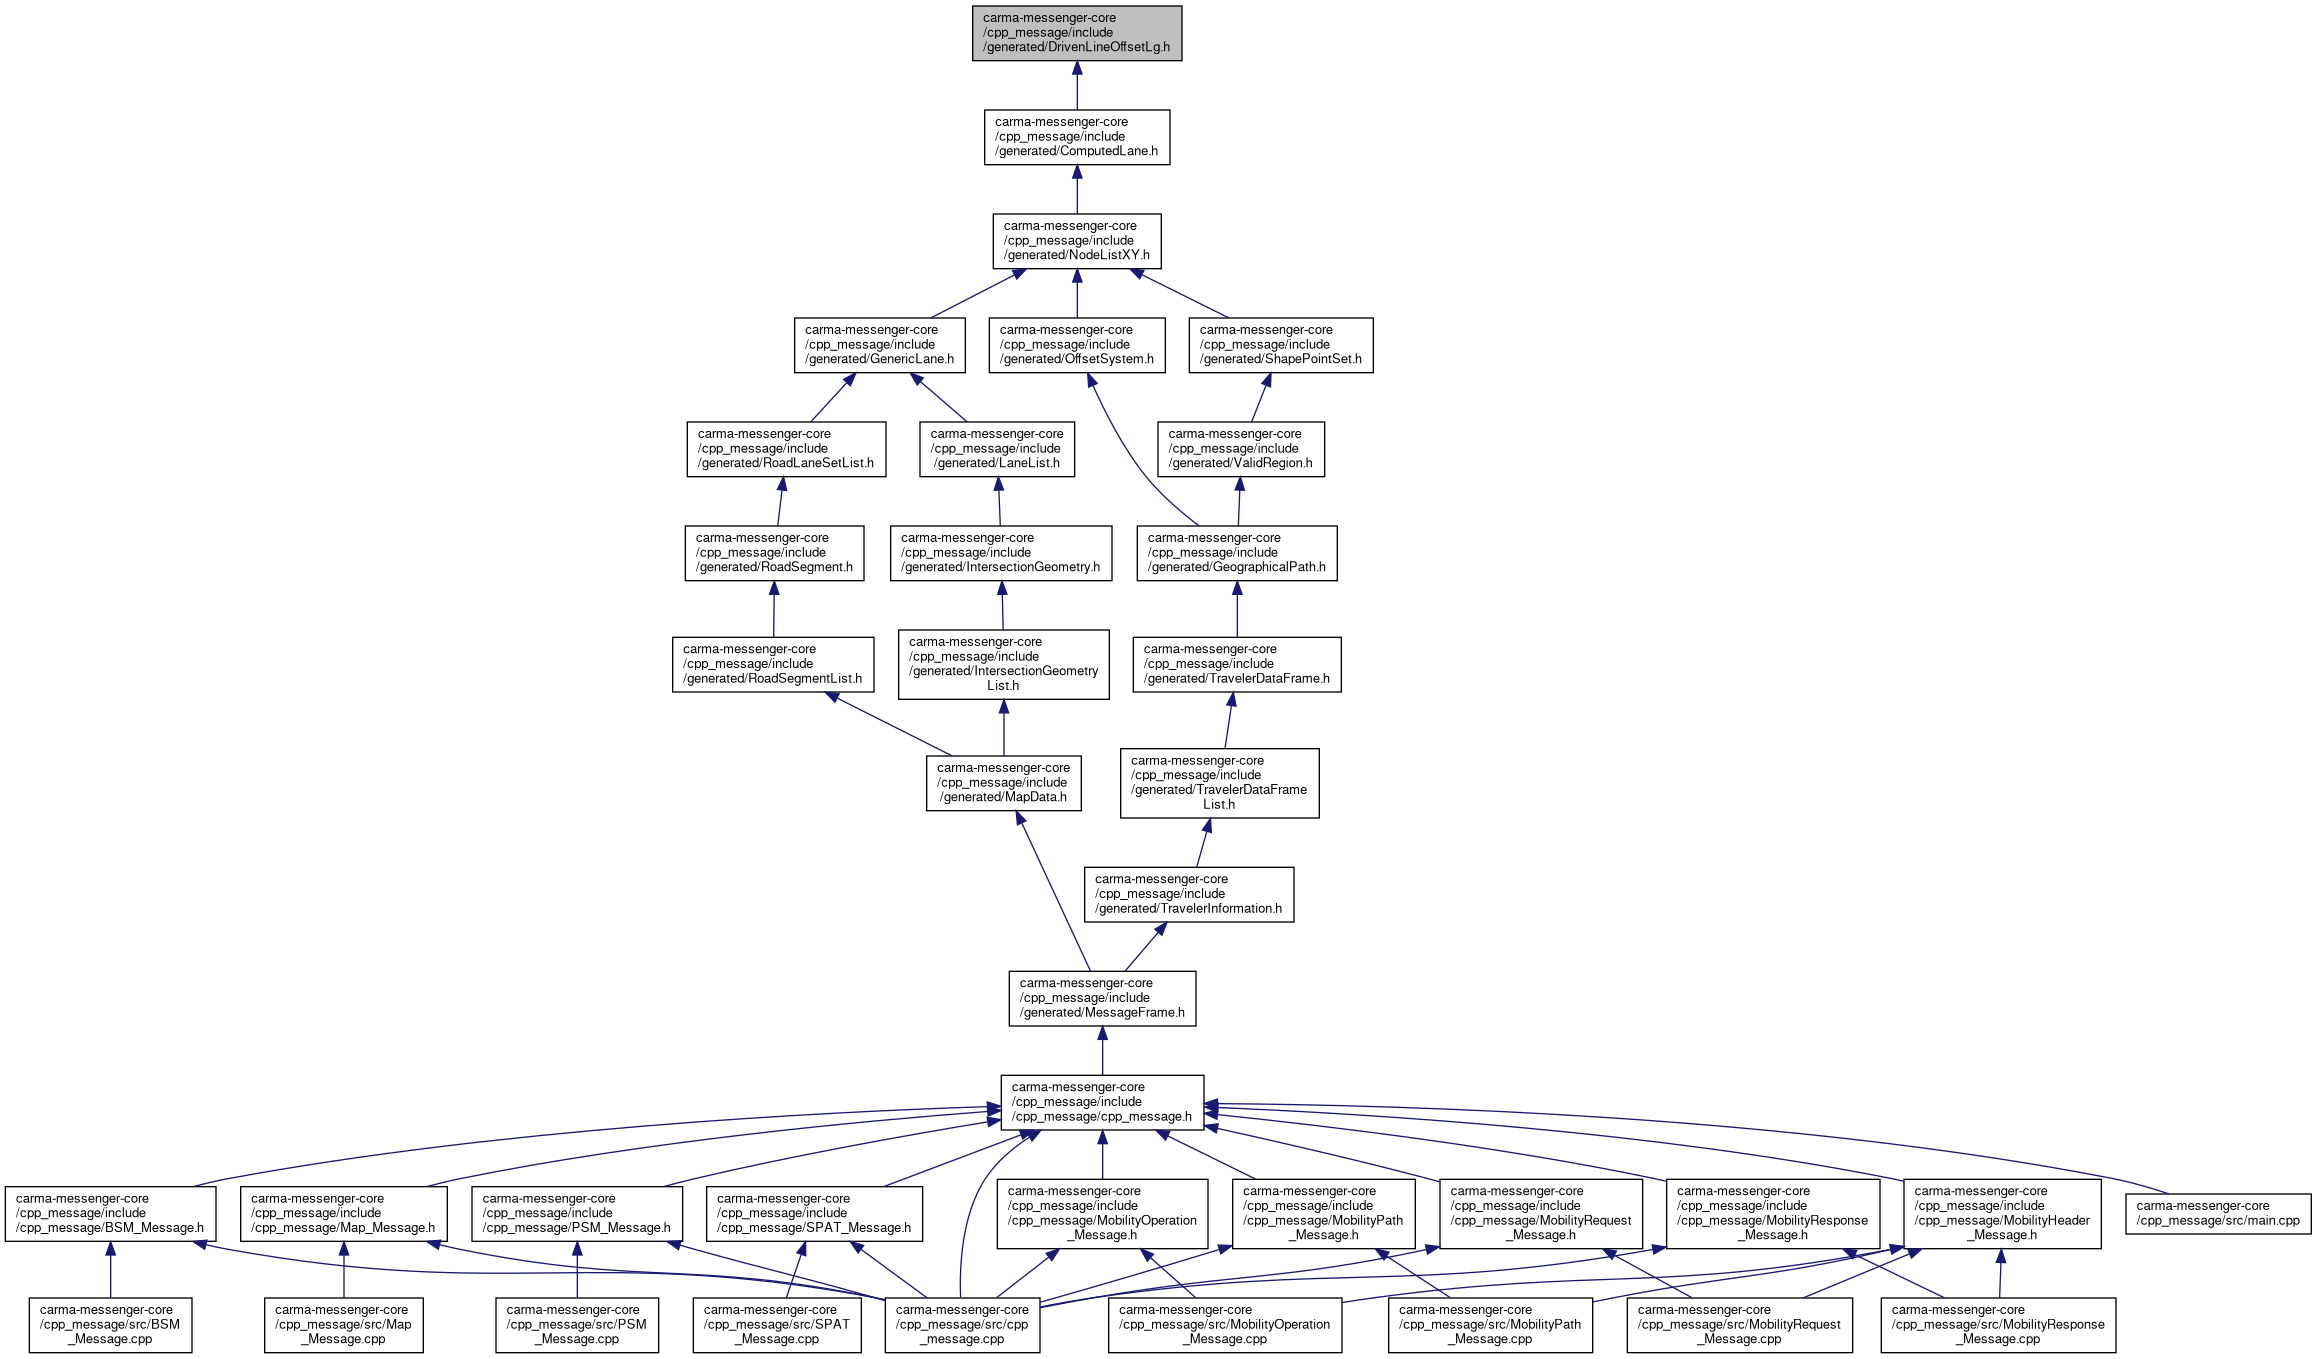 carma-messenger-core
/cpp_message/include
/generated/DrivenLineOffsetLg.h
carma-messenger-core
/cpp_message/include
/generated/ComputedLane.h
carma-messenger-core
/cpp_message/include
/generated/NodeListXY.h
carma-messenger-core
/cpp_message/include
/generated/GenericLane.h
carma-messenger-core
/cpp_message/include
/generated/OffsetSystem.h
carma-messenger-core
/cpp_message/include
/generated/ShapePointSet.h
carma-messenger-core
/cpp_message/include
/generated/RoadLaneSetList.h
carma-messenger-core
/cpp_message/include
/generated/LaneList.h
carma-messenger-core
/cpp_message/include
/generated/ValidRegion.h
carma-messenger-core
/cpp_message/include
/generated/RoadSegment.h
carma-messenger-core
/cpp_message/include
/generated/IntersectionGeometry.h
carma-messenger-core
/cpp_message/include
/generated/GeographicalPath.h
carma-messenger-core
/cpp_message/include
/generated/RoadSegmentList.h
carma-messenger-core
/cpp_message/include
/generated/IntersectionGeometry
List.h
carma-messenger-core
/cpp_message/include
/generated/TravelerDataFrame.h
carma-messenger-core
/cpp_message/include
/generated/MapData.h
carma-messenger-core
/cpp_message/include
/generated/TravelerDataFrame
List.h
carma-messenger-core
/cpp_message/include
/generated/TravelerInformation.h
carma-messenger-core
/cpp_message/include
/generated/MessageFrame.h
carma-messenger-core
/cpp_message/include
/cpp_message/cpp_message.h
carma-messenger-core
/cpp_message/include
/cpp_message/BSM_Message.h
carma-messenger-core
/cpp_message/include
/cpp_message/Map_Message.h
carma-messenger-core
/cpp_message/include
/cpp_message/PSM_Message.h
carma-messenger-core
/cpp_message/include
/cpp_message/SPAT_Message.h
carma-messenger-core
/cpp_message/include
/cpp_message/MobilityOperation
_Message.h
carma-messenger-core
/cpp_message/include
/cpp_message/MobilityPath
_Message.h
carma-messenger-core
/cpp_message/include
/cpp_message/MobilityRequest
_Message.h
carma-messenger-core
/cpp_message/include
/cpp_message/MobilityResponse
_Message.h
carma-messenger-core
/cpp_message/include
/cpp_message/MobilityHeader
_Message.h
carma-messenger-core
/cpp_message/src/main.cpp
carma-messenger-core
/cpp_message/src/BSM
_Message.cpp
carma-messenger-core
/cpp_message/src/Map
_Message.cpp
carma-messenger-core
/cpp_message/src/PSM
_Message.cpp
carma-messenger-core
/cpp_message/src/SPAT
_Message.cpp
carma-messenger-core
/cpp_message/src/cpp
_message.cpp
carma-messenger-core
/cpp_message/src/MobilityOperation
_Message.cpp
carma-messenger-core
/cpp_message/src/MobilityPath
_Message.cpp
carma-messenger-core
/cpp_message/src/MobilityRequest
_Message.cpp
carma-messenger-core
/cpp_message/src/MobilityResponse
_Message.cpp